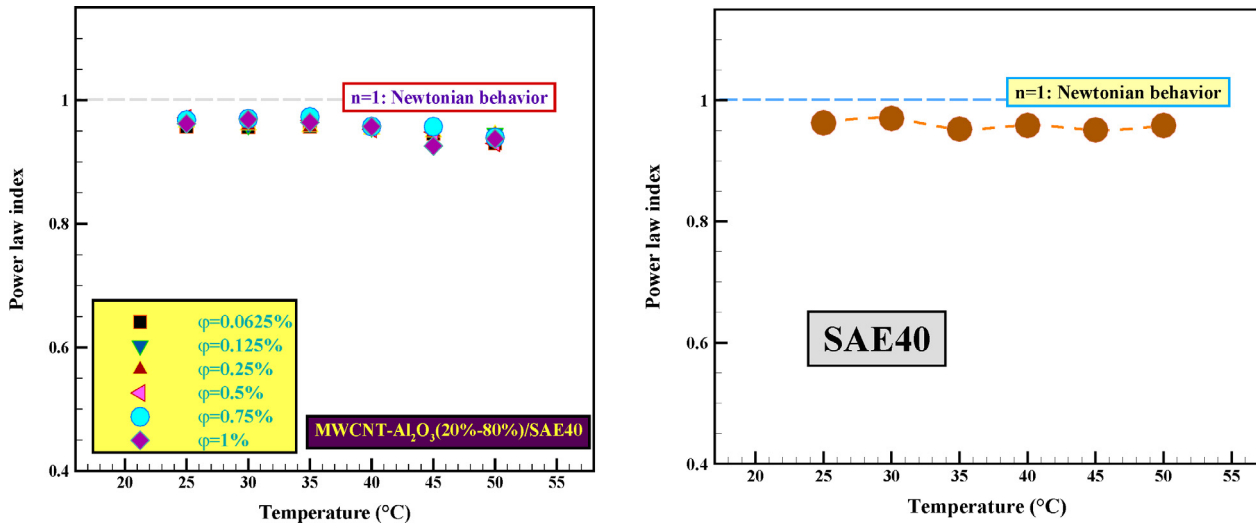 Power law index
1
0.8
0.6
0.4
n=1: Newtonian behavior
φ=0.0625%
φ=0.125%
φ=0.25%
φ=0.5%
φ=0.75%
φ=1%
MWCNT-Al₂O₃(20%-80%)/SAE40
20 25 30 35 40 45 50 55
Temperature (°C)
Power law index
1
0.8
0.6
0.4
n=1: Newtonian behavior
SAE40
20 25 30 35 40 45 50 55
Temperature (°C)